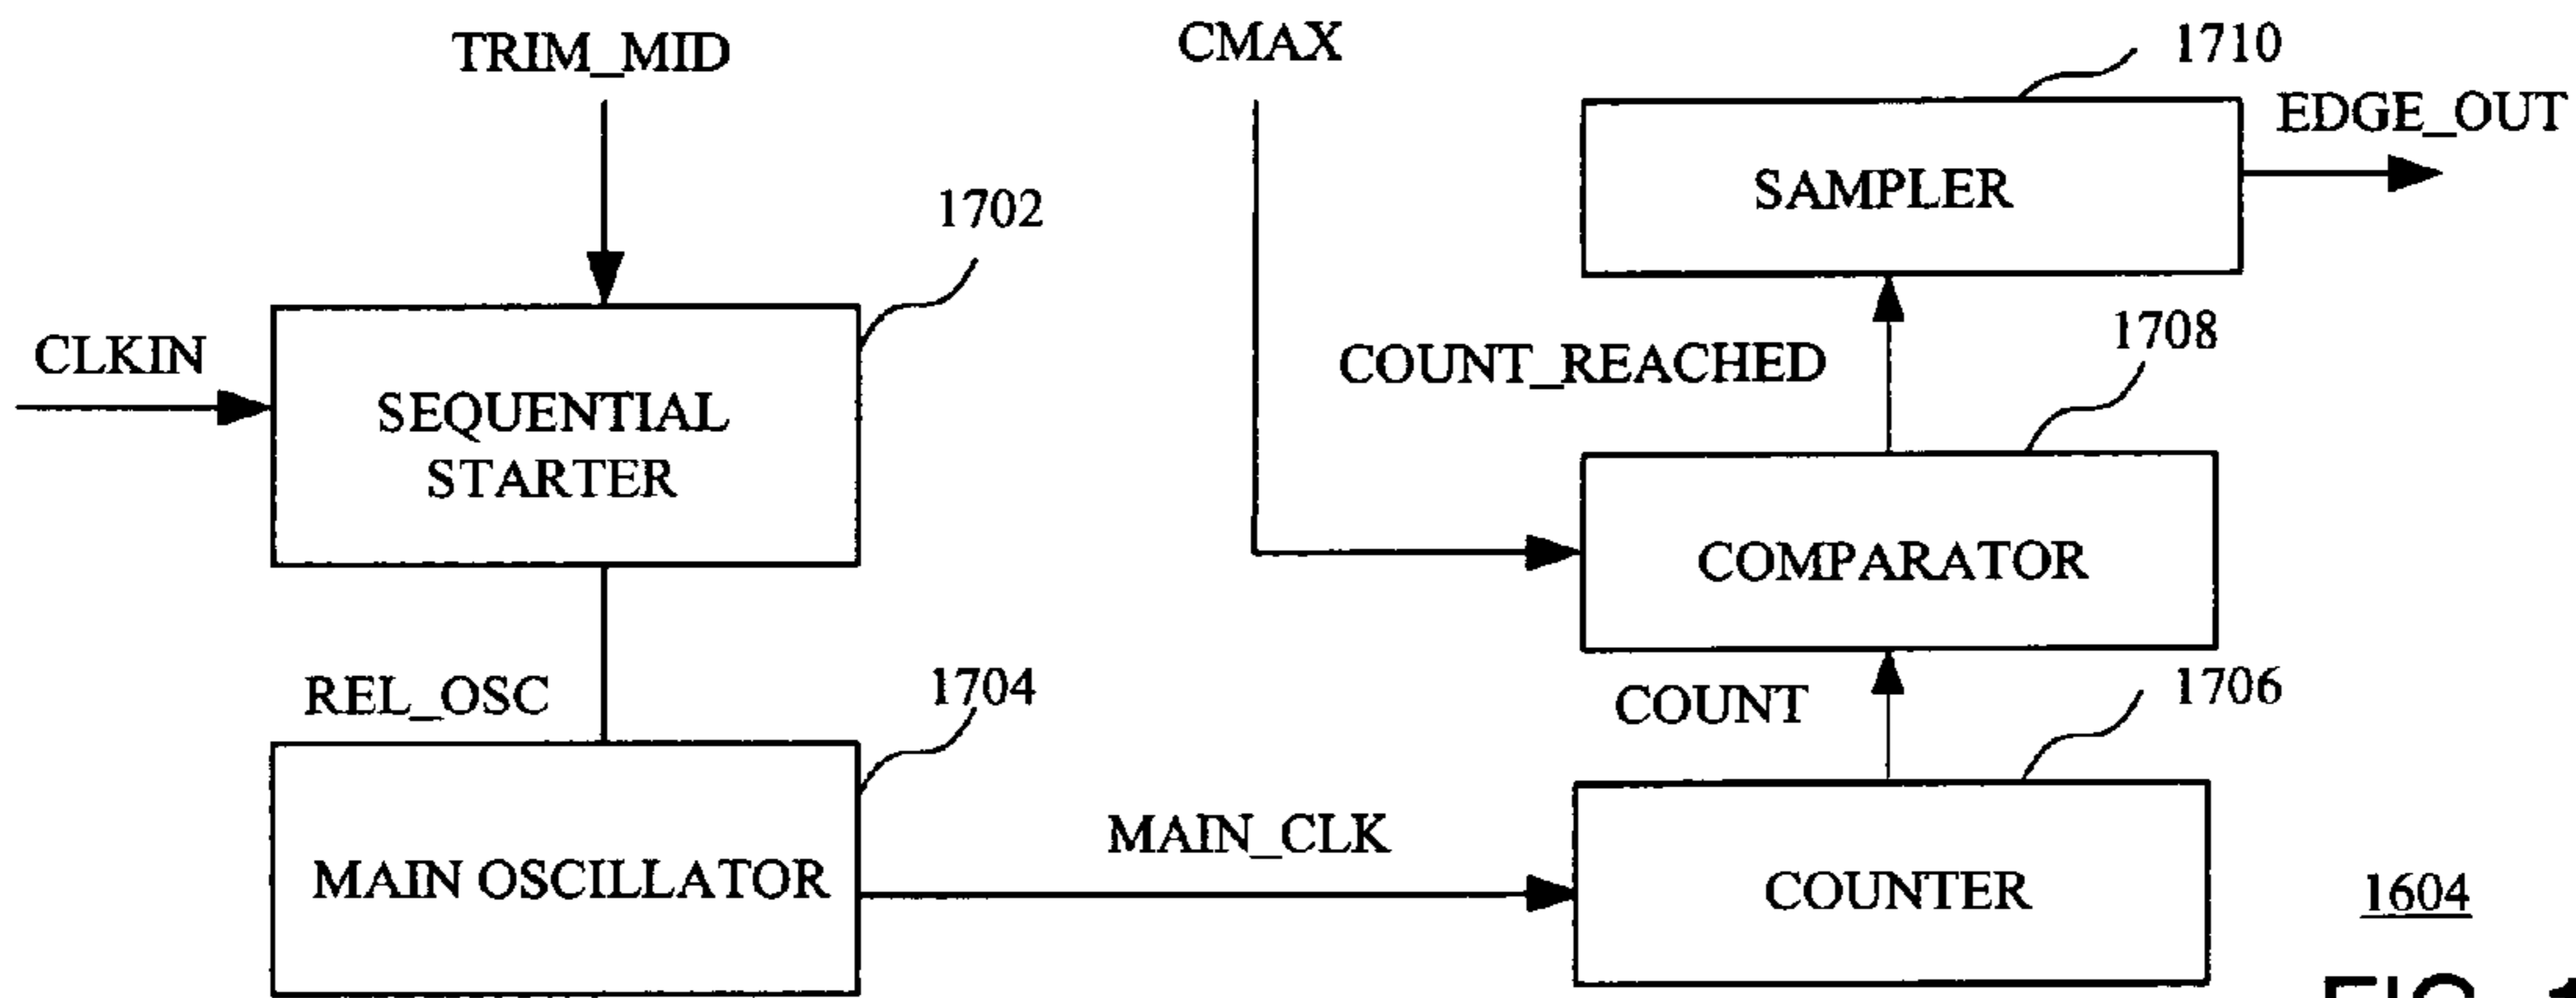 TRIM_MID
CMAX
1710
EDGE_OUT
SAMPLER
1702
CLKIN
SEQUENTIAL
STARTER
COUNT_REACHED
1708
COMPARATOR
REL_OSC
1704
COUNT
1706
MAIN OSCILLATOR
MAIN_CLK
COUNTER
1604
FIG.